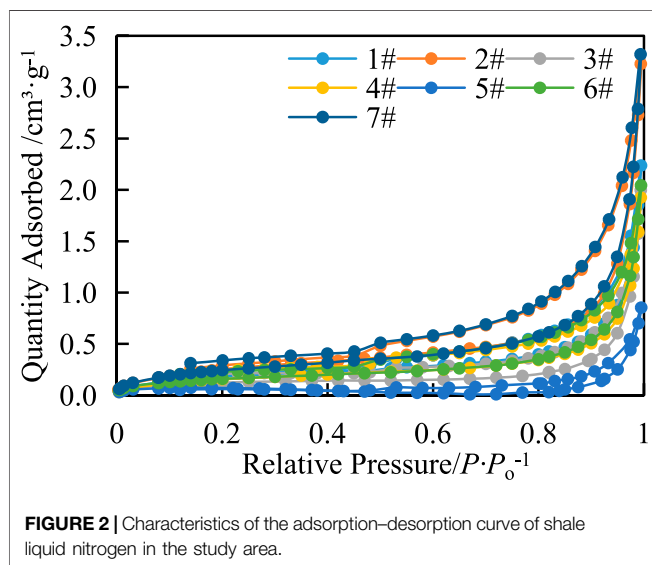 3.5
3.0
2.5
2.0
1.5
1.0
0.5
0.0
Quantity Adsorbed /cm³·g⁻¹
1# 2# 3#
4# 5# 6#
7#
0 0.2 0.4 0.6 0.8 1
Relative Pressure/P·Pₒ⁻¹
FIGURE 2 | Characteristics of the adsorption–desorption curve of shale
liquid nitrogen in the study area.